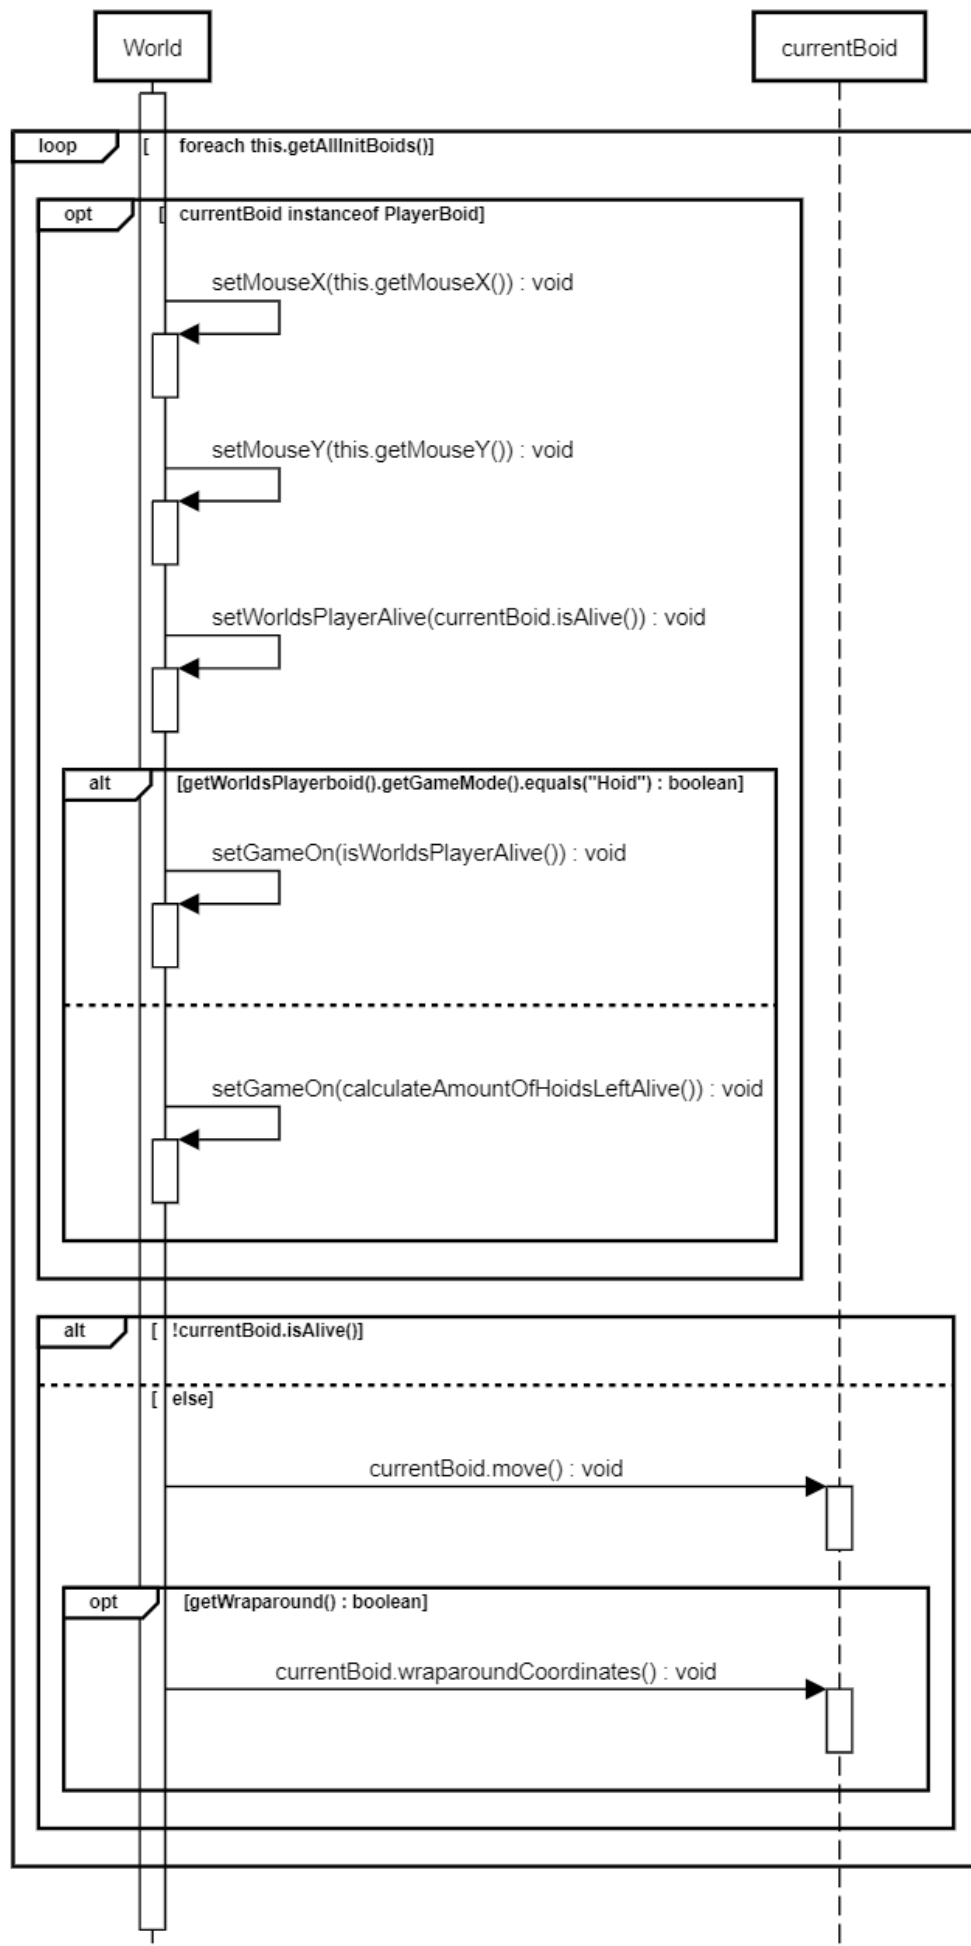 World
currentBoid
loop [ foreach this.getAllInitBoids()]
opt [ currentBoid instanceof PlayerBoid]
setMouseX(this.getMouseX()) : void
setMouseY(this.getMouseY()) : void
setWorldsPlayerAlive(currentBoid.isAlive()) : void
alt [getWorldsPlayerboid().getGameMode().equals("Hoid") : boolean]
setGameOn(isWorldsPlayerAlive()) : void
setGameOn(calculateAmountOfHoidsLeftAlive()) : void
alt [ !currentBoid.isAlive()]
[ else]
currentBoid.move() : void
opt [getWraparound() : boolean]
currentBoid.wraparoundCoordinates() : void